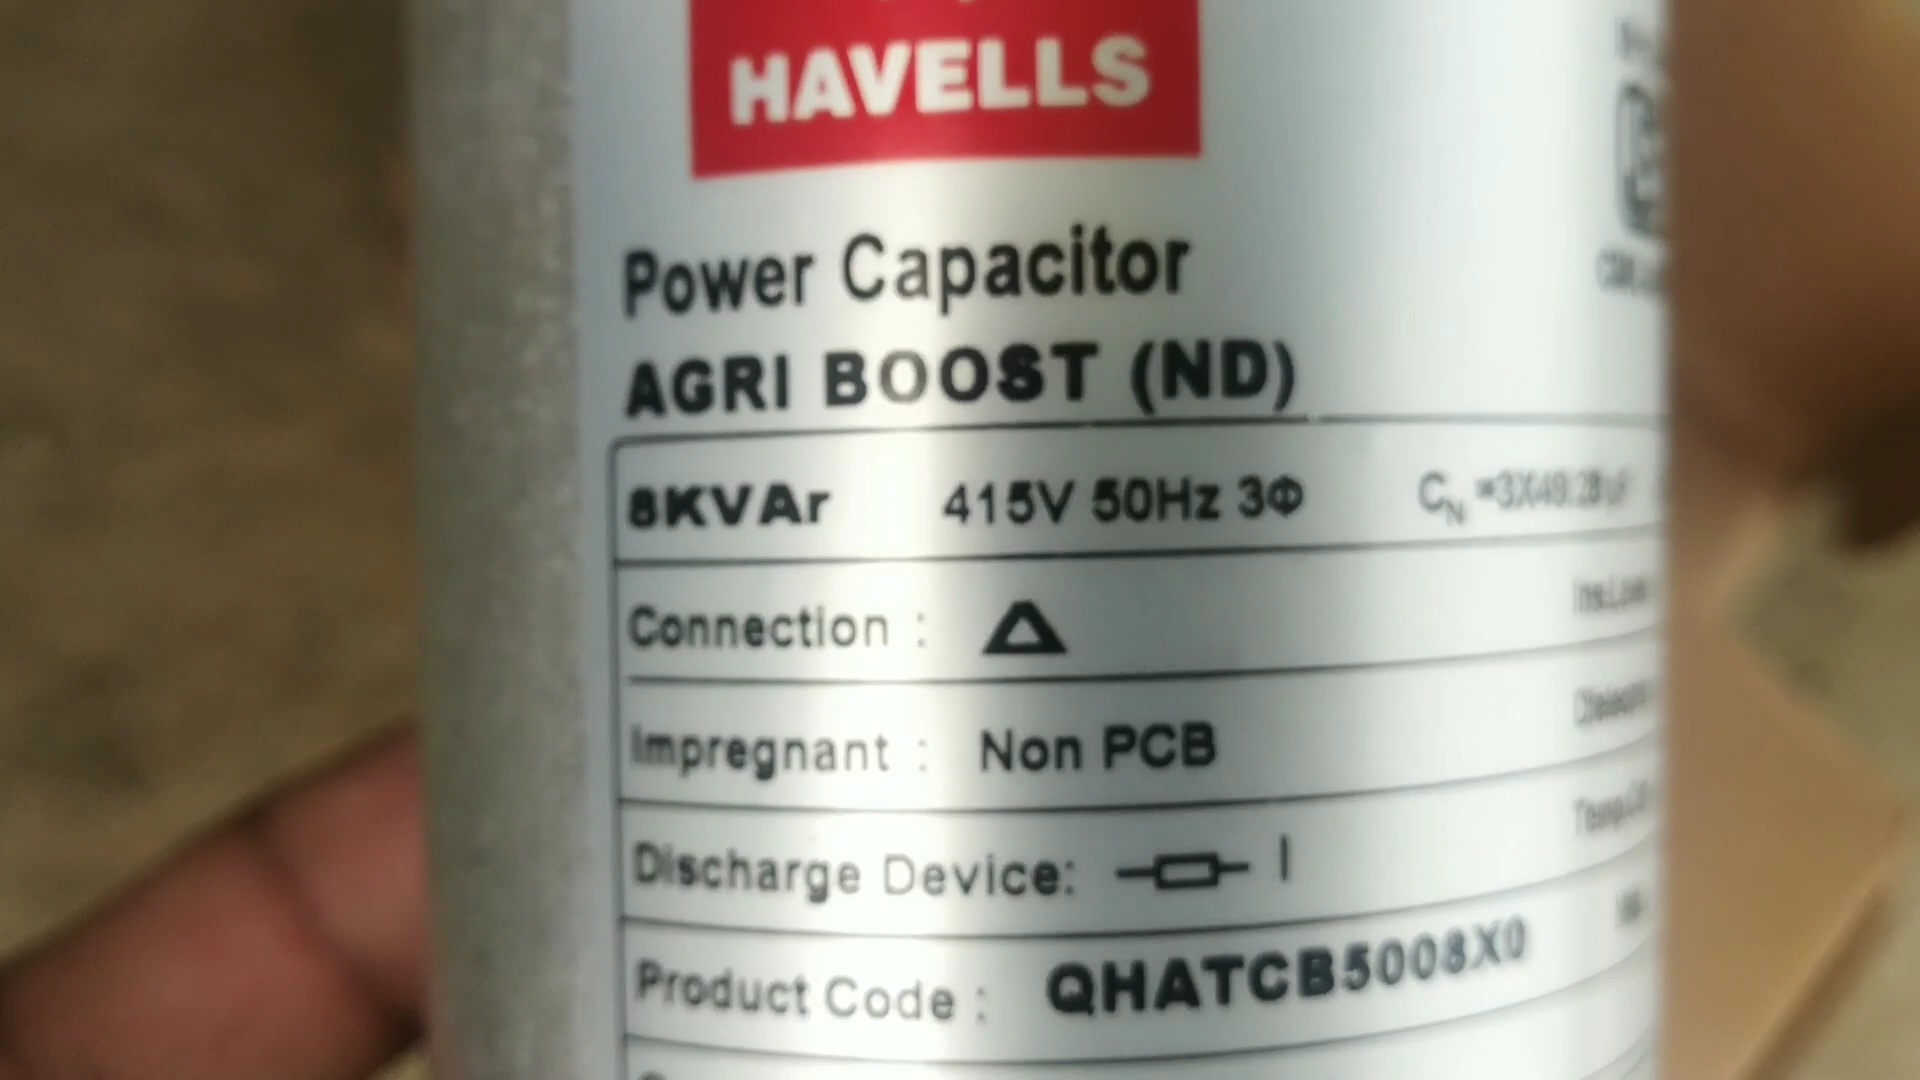 HAVELLS
Power Capacitor
AGRI BOOST (ND)
8KVAr 415V 50Hz 3Φ
Connection : Δ
Impregnant : Non PCB
Discharge Device:
Product Code : QHATCB5008X0